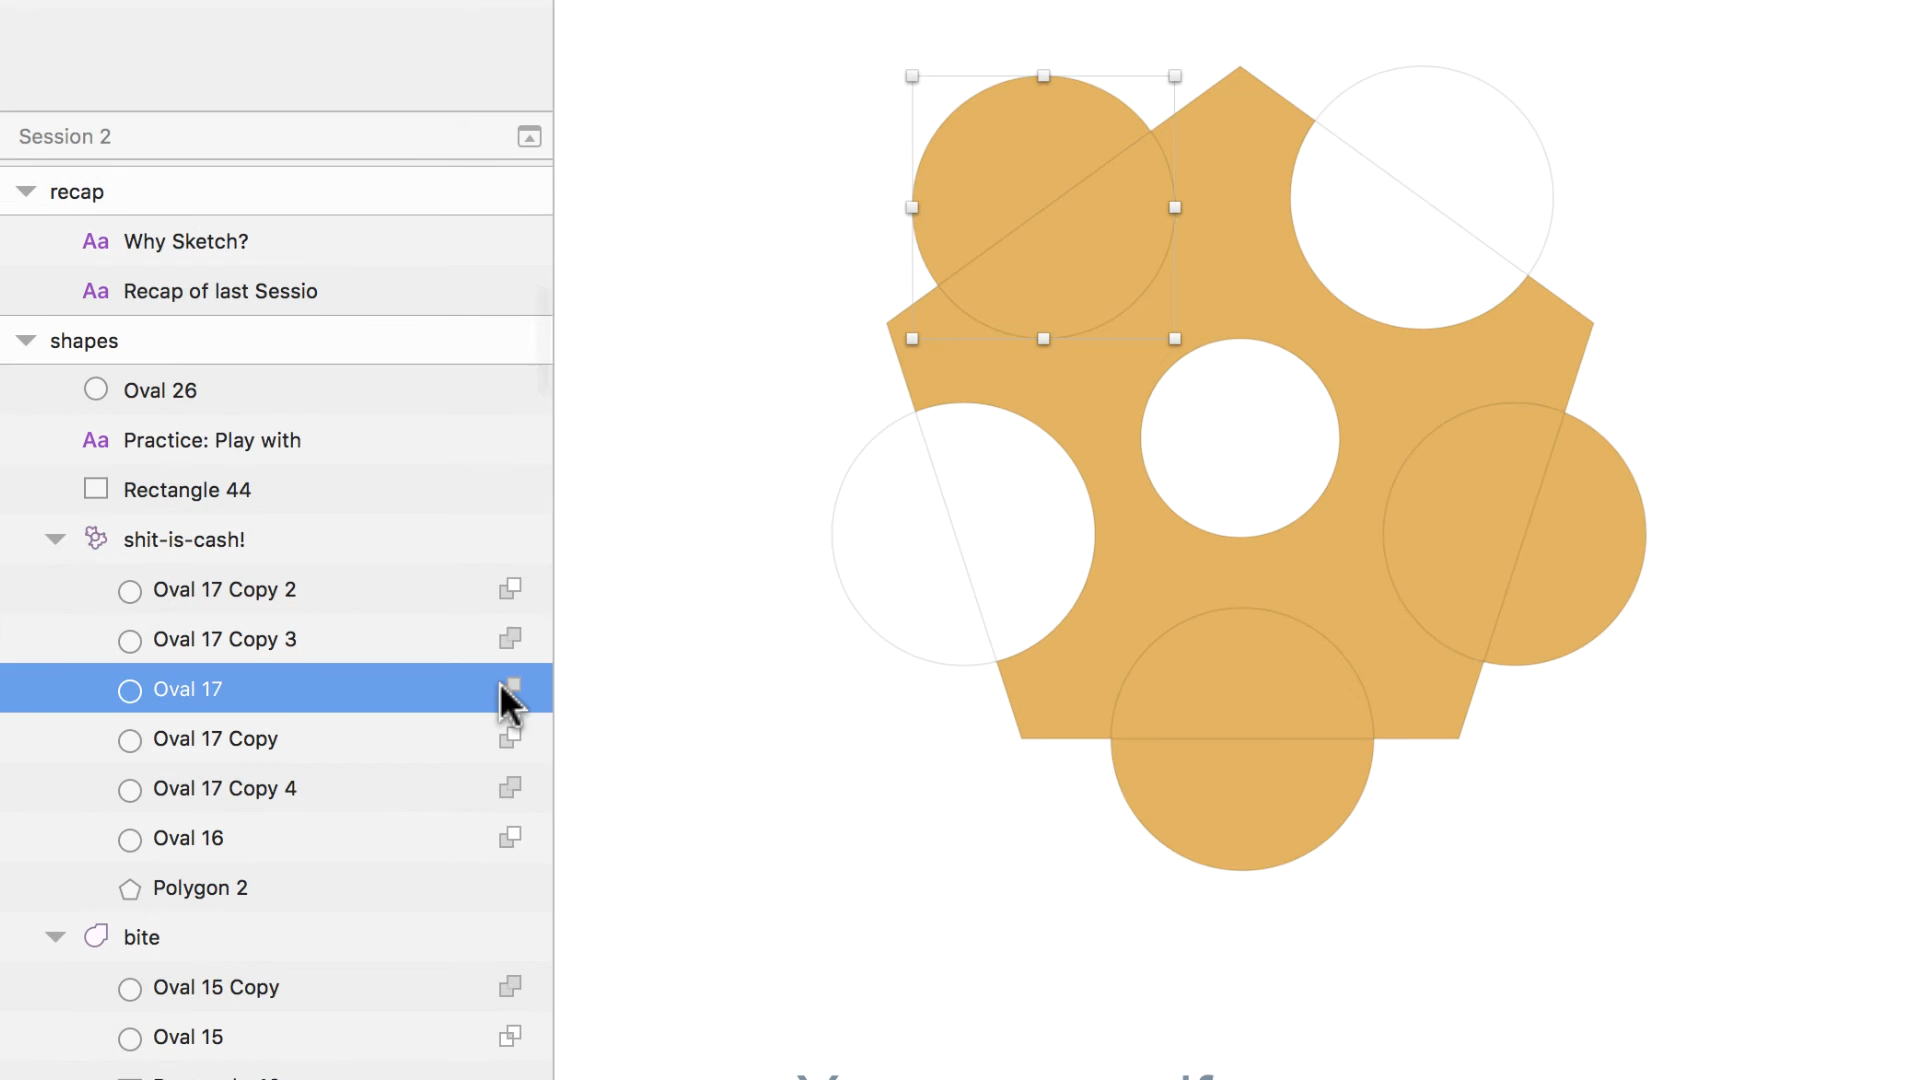 Session 2
recap
Aa Why Sketch?
Aa Recap of last Sessio
shapes
Oval 26
Aa Practice: Play with
Rectangle 44
shit-is-cash!
Oval 17 Copy 2
Oval 17 Copy 3
Oval 17
Oval 17 Copy
Oval 17 Copy 4
Oval 16
Polygon 2
bite
Oval 15 Copy
Oval 15